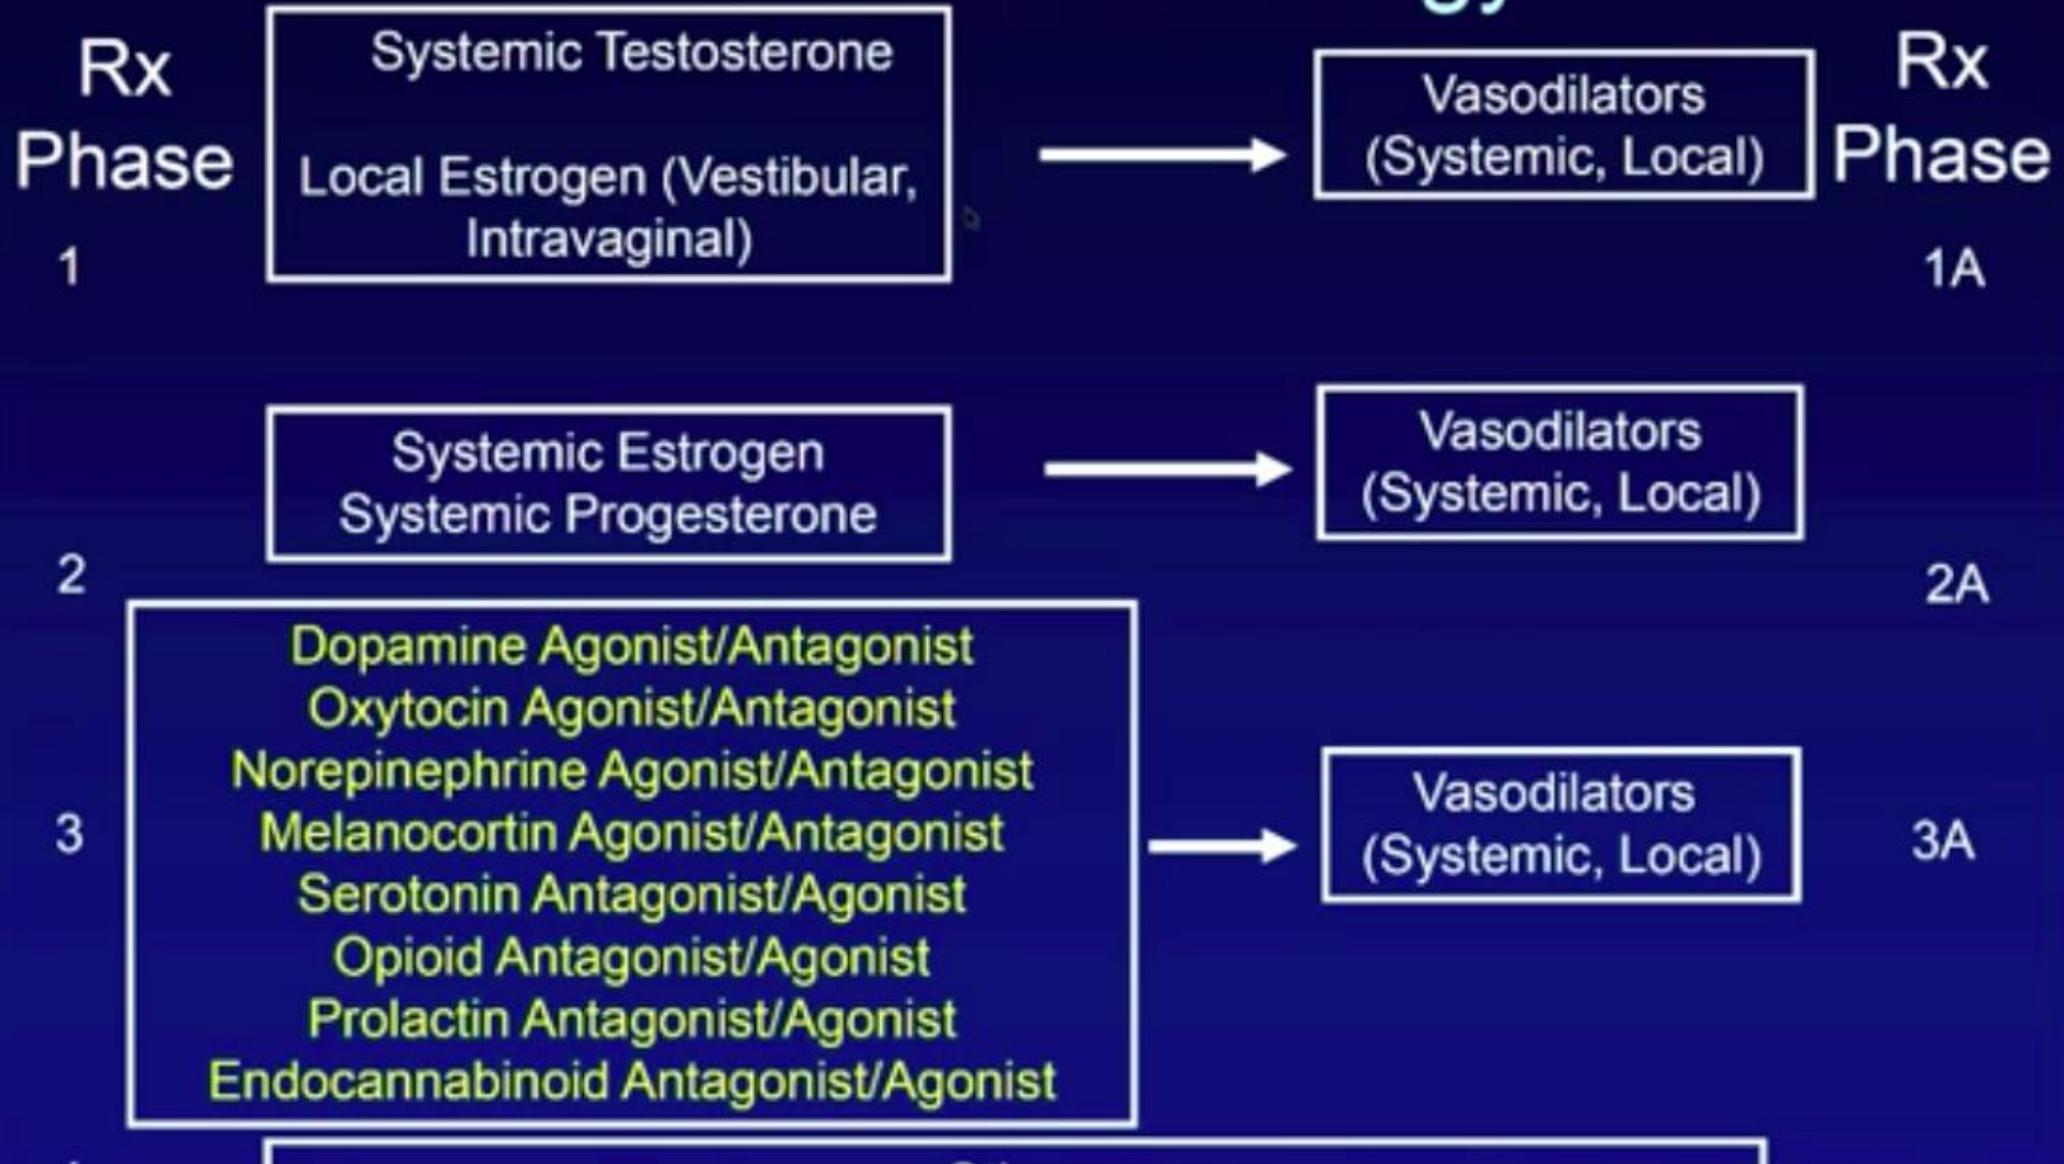 Rx
Phase
Systemic Testosterone
Local Estrogen (Vestibular,
Intravaginal)
Vasodilators
(Systemic, Local)
Rx
Phase
1
1A
Systemic Estrogen
Systemic Progesterone
Vasodilators
(Systemic, Local)
2
2A
Dopamine Agonist/Antagonist
Oxytocin Agonist/Antagonist
Norepinephrine Agonist/Antagonist
Melanocortin Agonist/Antagonist
Serotonin Antagonist/Agonist
Opioid Antagonist/Agonist
Prolactin Antagonist/Agonist
Endocannabinoid Antagonist/Agonist
3
Vasodilators
(Systemic, Local)
3A